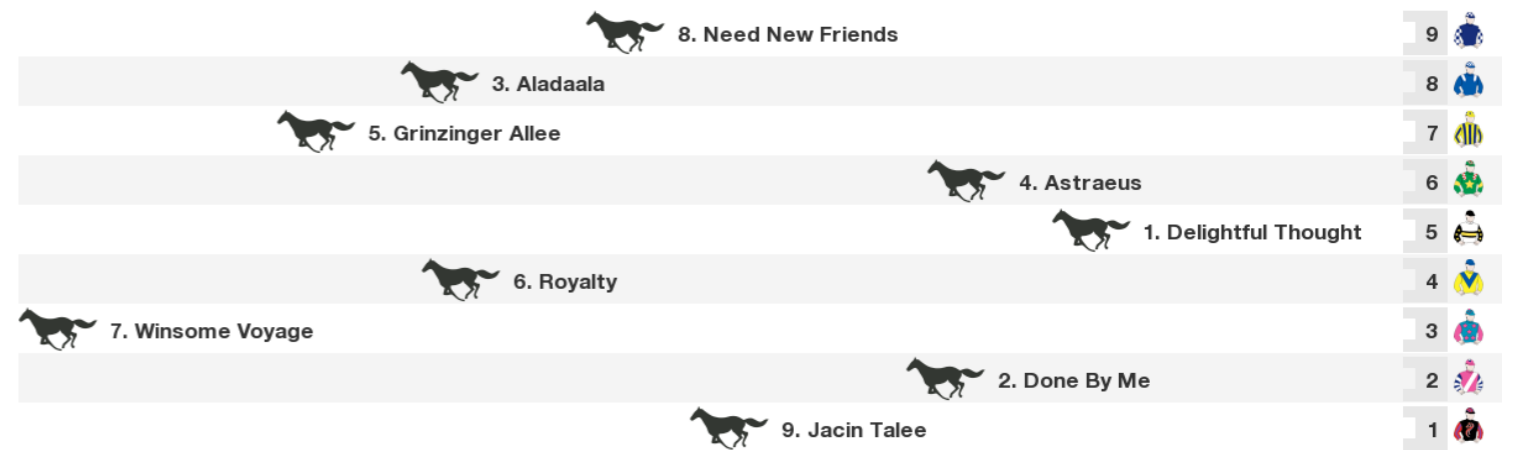 8. Need New Friends 9
3. Aladaala 8
5. Grinzinger Allee 7
4. Astraeus 6
1. Delightful Thought 5
6. Royalty 4
7. Winsome Voyage 3
2. Done By Me 2
9. Jacin Talee 1